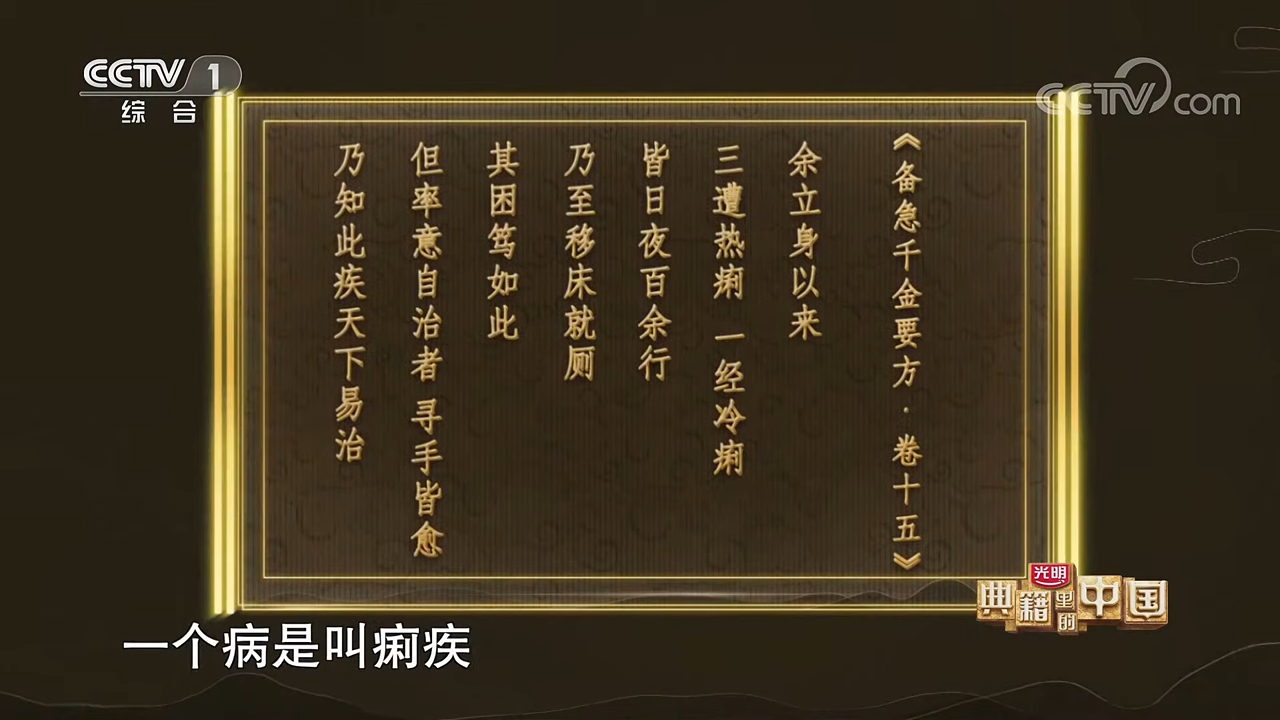 CCTV 1
综合
CCTV com
《备急千金要方·卷十五》
余立身以来
三遭热痢 一经冷痢
皆日夜百余行
乃至移床就厕
其困笃如此
但率意自治者 寻手皆愈
乃知此疾天下易治
光明
典籍里的中国
一个病是叫痢疾